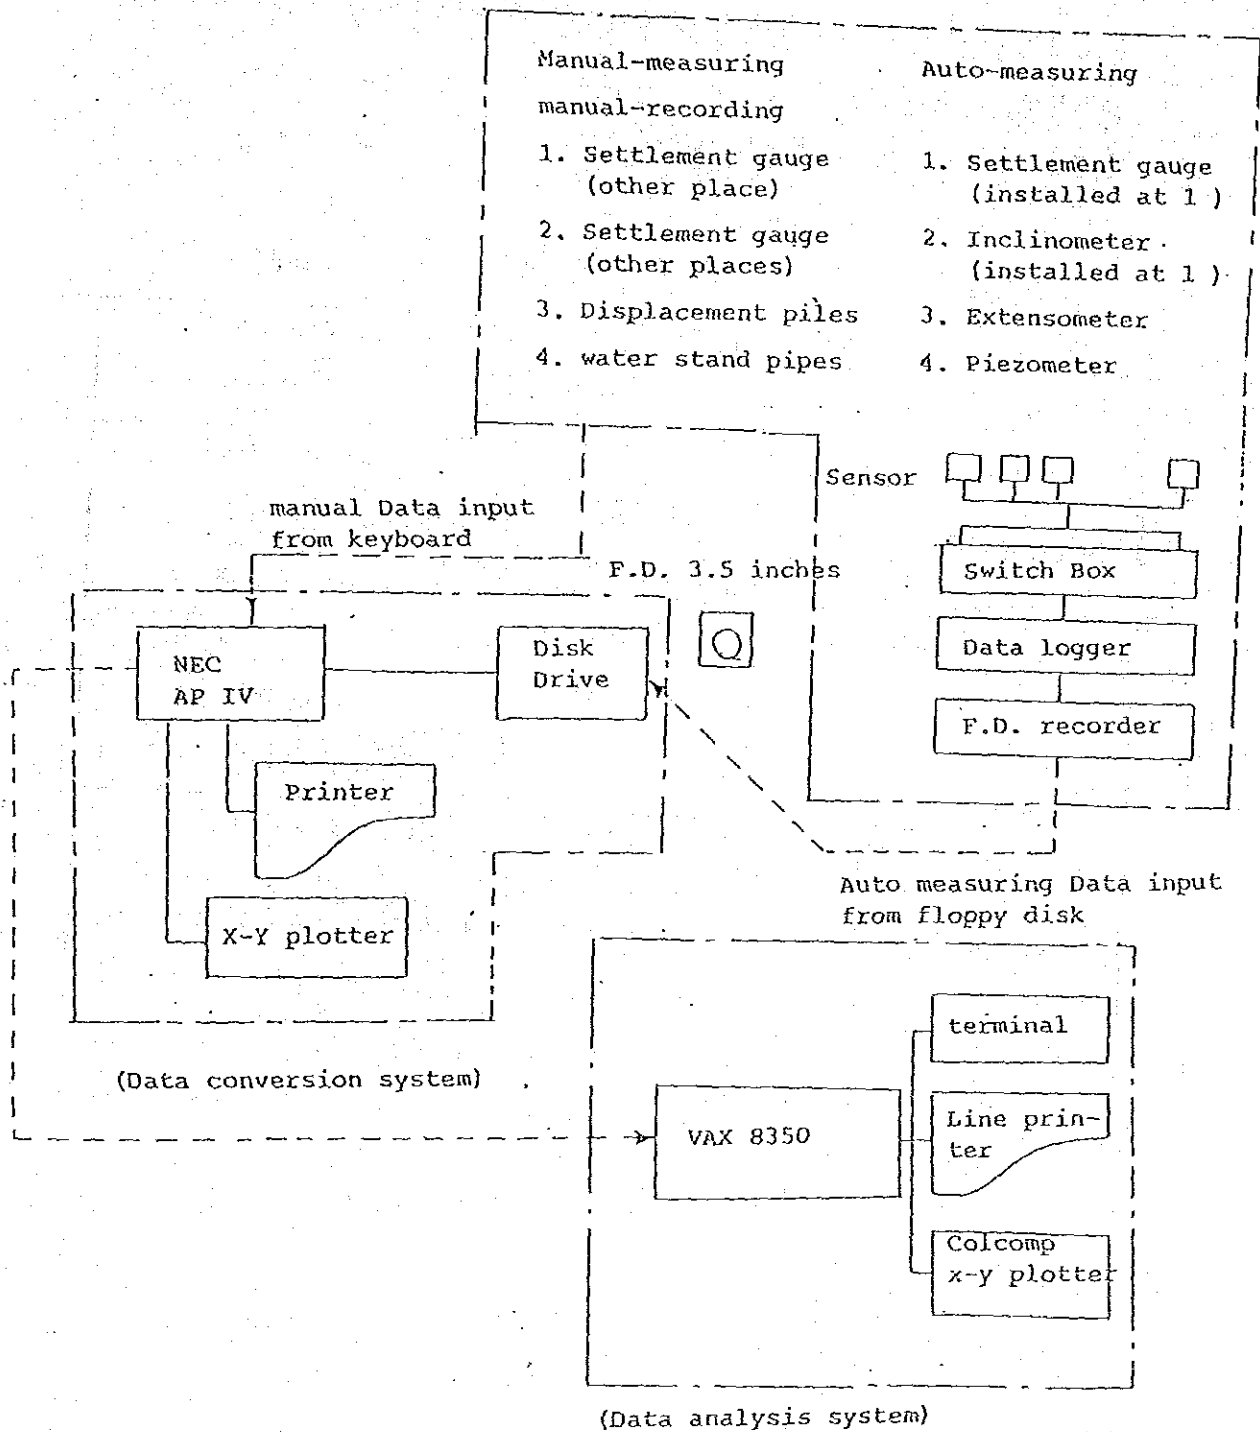 Manual-measuring
manual-recording
1. Settlement gauge
(other place)
2. Settlement gauge
(other places)
3. Displacement piles
4. water stand pipes
Auto-measuring
1. Settlement gauge
(installed at 1 )
2. Inclinometer
(installed at 1 )
3. Extensometer
4. Piezometer
Sensor
Switch Box
Data logger
F.D. recorder
manual Data input
from keyboard
F.D. 3.5 inches
NEC
AP IV
Disk
Drive
Printer
X-Y plotter
Auto measuring Data input
from floppy disk
(Data conversion system)
VAX 8350
terminal
Line prin-
ter
Colcomp
x-y plotter
(Data analysis system)